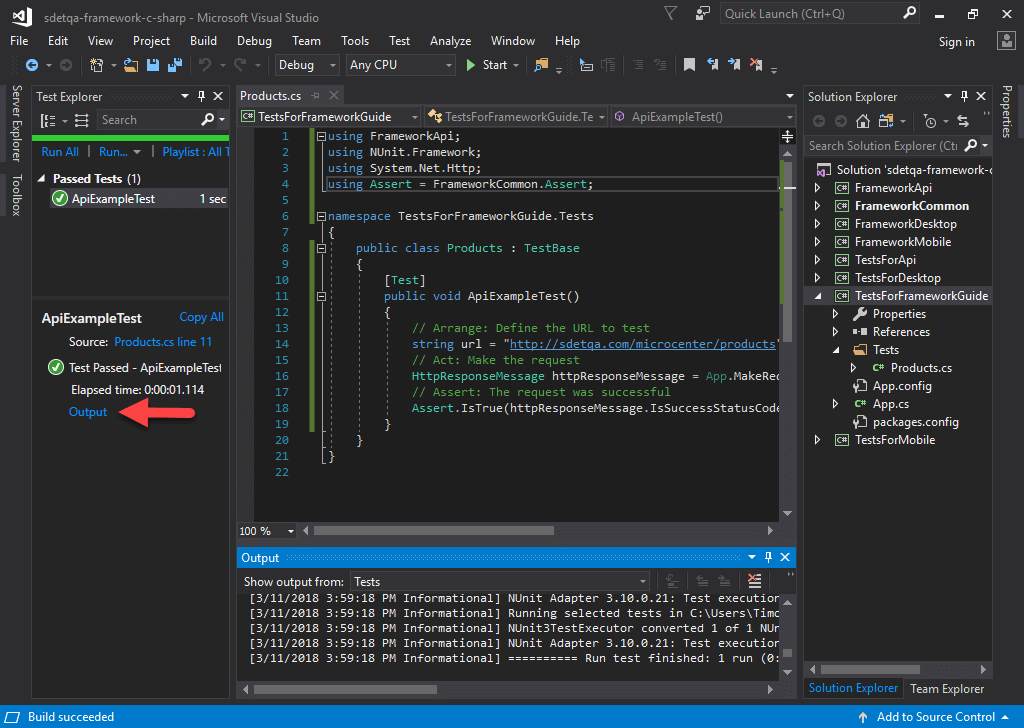 sdetqa-framework-c-sharp - Microsoft Visual Studio
Quick Launch (Ctrl+Q)
File Edit View Project Build Debug Team Tools Test Analyze Window Help
Sign in
Debug Any CPU Start
Server Explorer
Toolbox
Test Explorer
Search
Run All | Run... Playlist : All T
Passed Tests (1)
ApiExampleTest 1 sec
ApiExampleTest Copy All
Source: Products.cs line 11
Test Passed - ApiExampleTest
Elapsed time: 0:00:01.114
Output
Products.cs
C# TestsForFrameworkGuide TestsForFrameworkGuide.Te ApiExampleTest()
1 using FrameworkApi;
2 using NUnit.Framework;
3 using System.Net.Http;
4 using Assert = FrameworkCommon.Assert;
5
6 namespace TestsForFrameworkGuide.Tests
7 {
8 public class Products : TestBase
9 {
10 [Test]
11 public void ApiExampleTest()
12 {
13 // Arrange: Define the URL to test
14 string url = "http://sdetqa.com/microcenter/products"
15 // Act: Make the request
16 HttpResponseMessage httpResponseMessage = App.MakeRec
17 // Assert: The request was successful
18 Assert.IsTrue(httpResponseMessage.IsSuccessStatusCode
19 }
20 }
21 }
22
100 %
Output
Show output from: Tests
[3/11/2018 3:59:18 PM Informational] NUnit Adapter 3.10.0.21: Test execution
[3/11/2018 3:59:18 PM Informational] Running selected tests in C:\Users\Timo
[3/11/2018 3:59:18 PM Informational] NUnit3TestExecutor converted 1 of 1 NUn
[3/11/2018 3:59:18 PM Informational] NUnit Adapter 3.10.0.21: Test execution
[3/11/2018 3:59:18 PM Informational] ========== Run test finished: 1 run (0:
Solution Explorer
Search Solution Explorer (Ctr
Solution 'sdetqa-framework-c
C# FrameworkApi
C# FrameworkCommon
C# FrameworkDesktop
C# FrameworkMobile
C# TestsForApi
C# TestsForDesktop
C# TestsForFrameworkGuide
Properties
References
Tests
C# Products.cs
App.config
C# App.cs
packages.config
C# TestsForMobile
Solution Explorer Team Explorer
Properties
Build succeeded
Add to Source Control